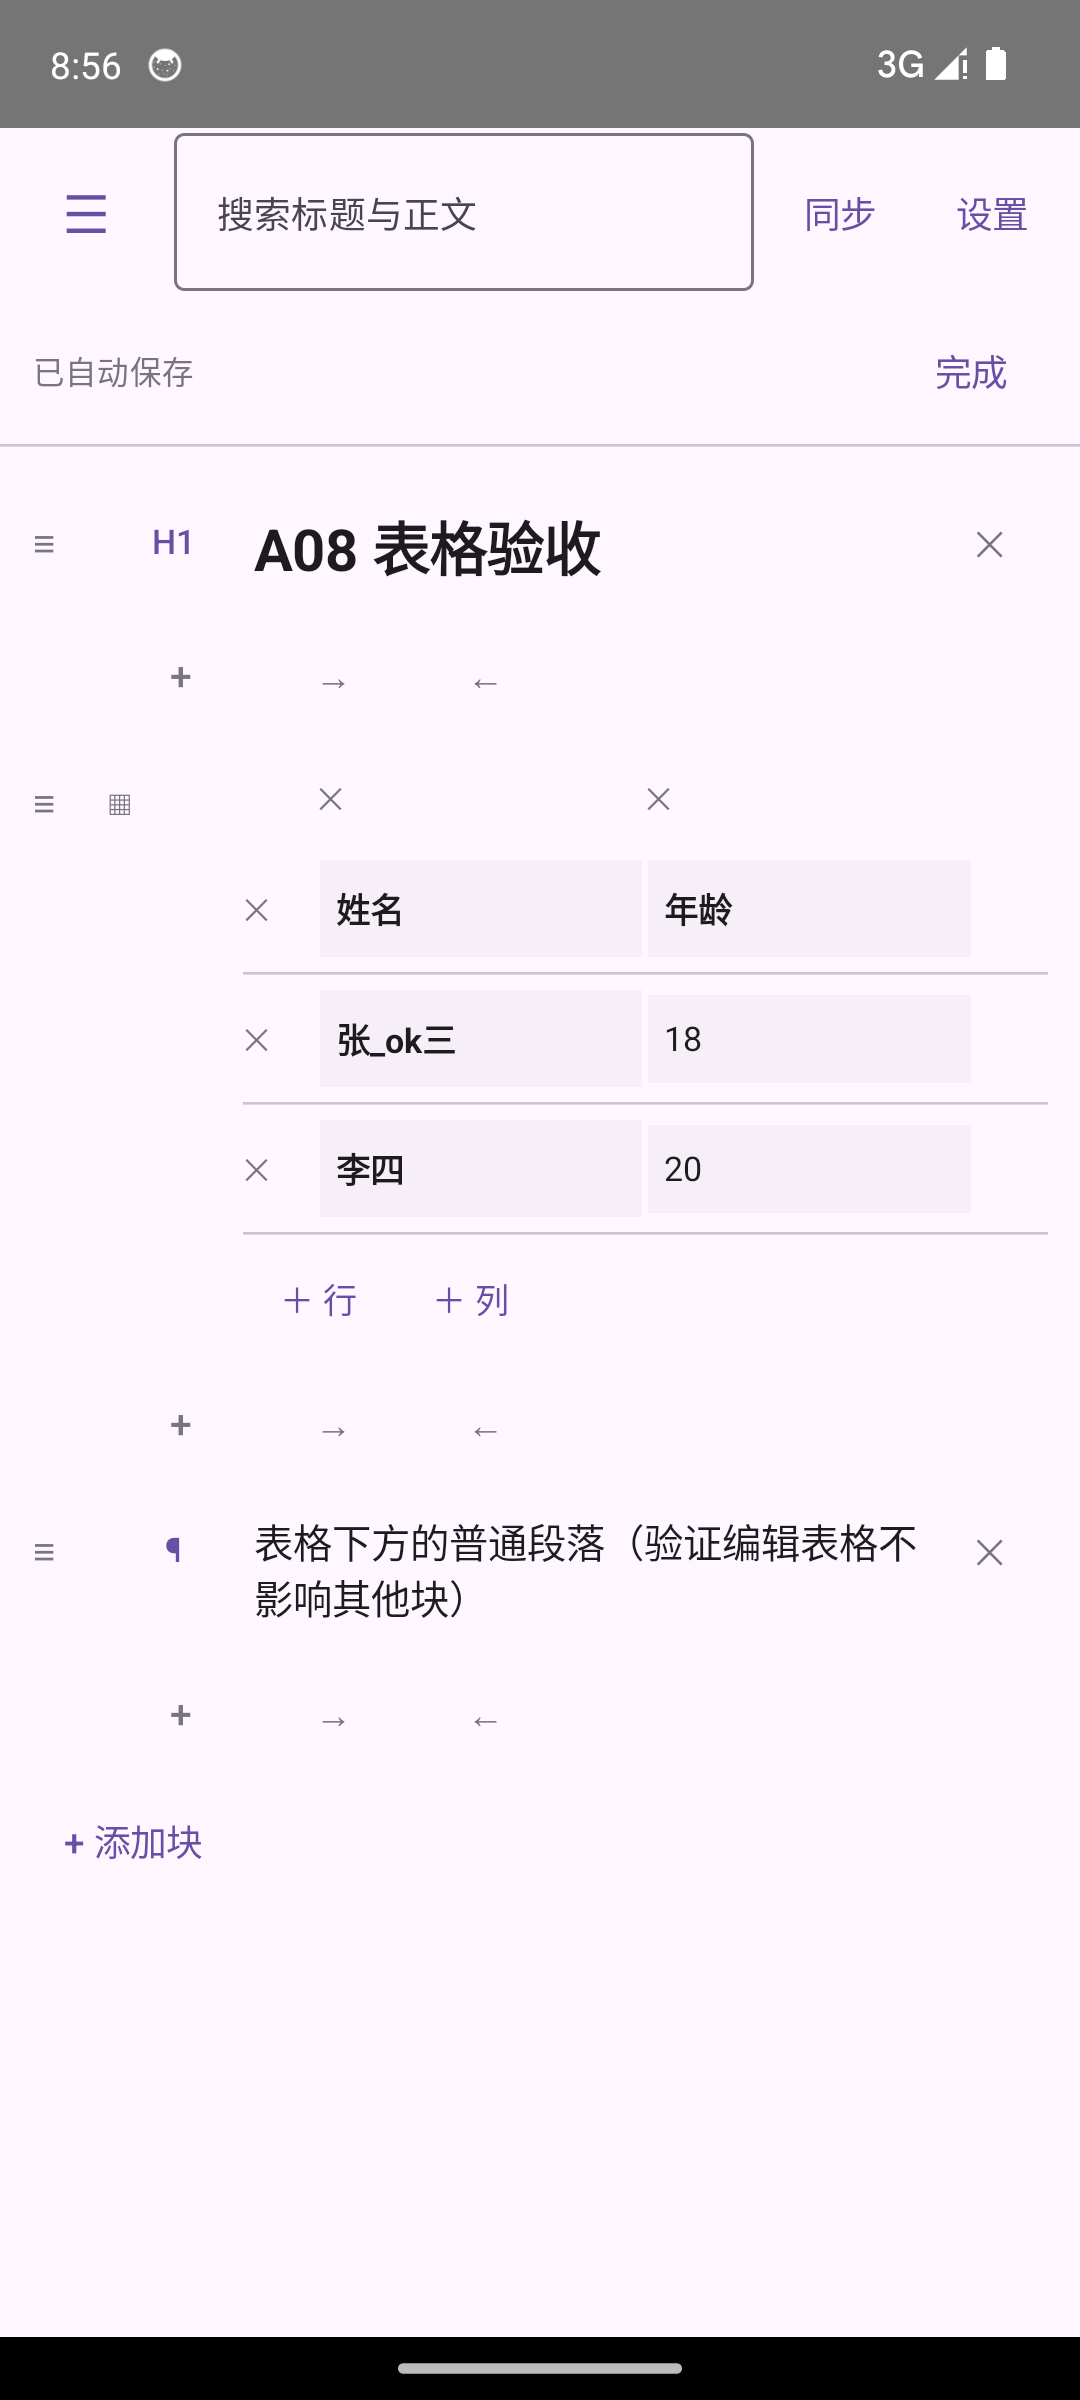 8:56 3G
☰ 搜索标题与正文 同步 设置
已自动保存 完成
≡ H1 A08 表格验收 ×
+ → ←
≡ ▦ × ×
× 姓名 年龄
× 张_ok三 18
× 李四 20
＋ 行 ＋ 列
+ → ←
≡ ¶ 表格下方的普通段落（验证编辑表格不 ×
影响其他块）
+ → ←
+ 添加块